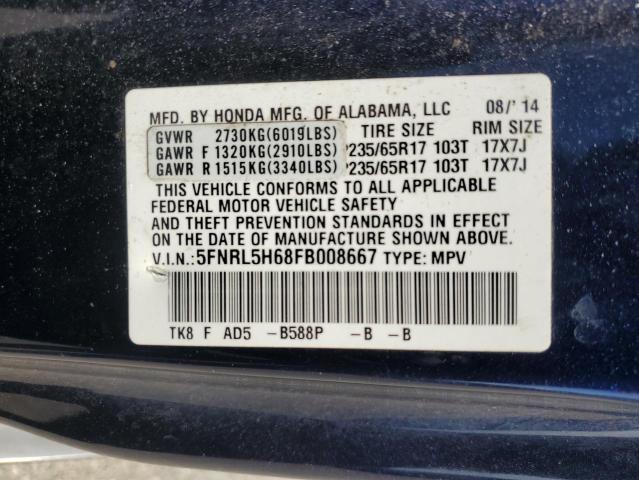 MFD. BY HONDA MFG. OF ALABAMA, LLC 08/'14
GVWR 2730KG(6019LBS) TIRE SIZE RIM SIZE
GAWR F 1320KG(2910LBS) P235/65R17 103T 17X7J
GAWR R 1515KG(3340LBS) P235/65R17 103T 17X7J
THIS VEHICLE CONFORMS TO ALL APPLICABLE
FEDERAL MOTOR VEHICLE SAFETY
AND THEFT PREVENTION STANDARDS IN EFFECT
ON THE DATE OF MANUFACTURE SHOWN ABOVE.
V.I.N.:5FNRL5H68FB008667 TYPE: MPV
TK8 F AD5 -B588P -B -B